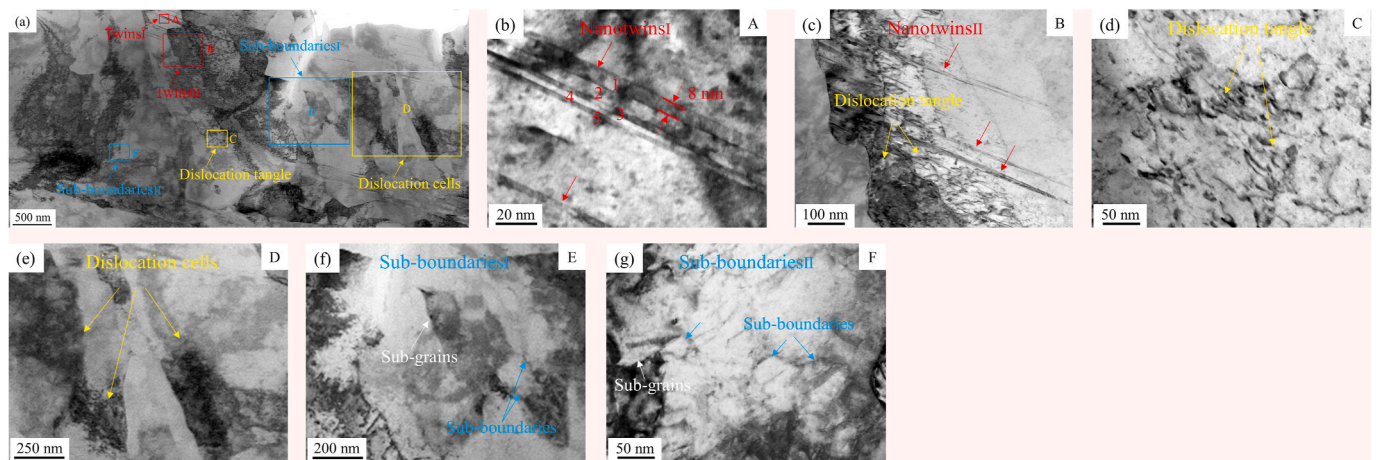 (a)
A
TwinsI
B
TwinsII
Sub-boundariesI
E
D
C
F
Dislocation tangle
Sub-boundariesII
Dislocation cells
500 nm
(b)
A
NanotwinsI
1
2
3
4
5
8 nm
20 nm
(c)
B
NanotwinsII
Dislocation tangle
100 nm
(d)
C
Dislocation tangle
50 nm
(e)
D
Dislocation cells
250 nm
(f)
E
Sub-boundariesI
Sub-grains
Sub-boundaries
200 nm
(g)
F
Sub-boundariesII
Sub-boundaries
Sub-grains
50 nm